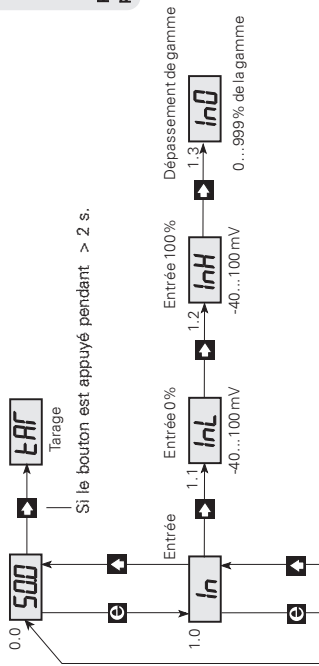 0.0
50.0
tAr
Tarage
Si le bouton est appuyé pendant > 2 s.
e
1.0
In
Entrée
1.1
InL
Entrée 0%
-40...100 mV
1.2
InH
Entrée 100%
-40...100 mV
1.3
InO
Dépassement de gamme
0...999% de la gamme
e